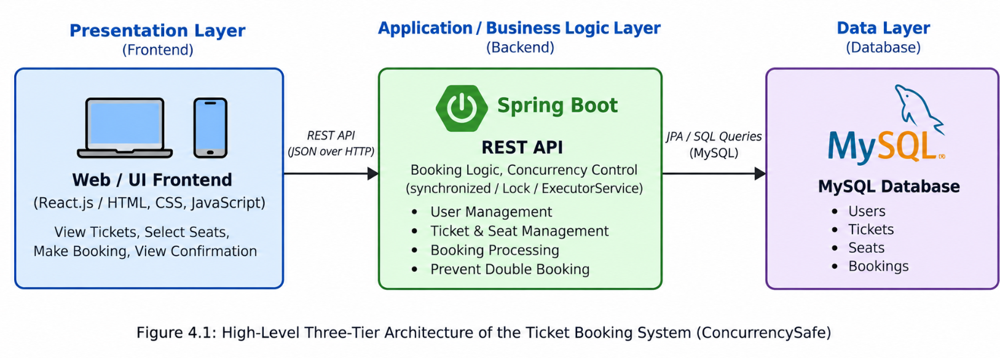 Presentation Layer
(Frontend)
Web / UI Frontend
(React.js / HTML, CSS, JavaScript)
View Tickets, Select Seats,
Make Booking, View Confirmation
REST API
(JSON over HTTP)
Application / Business Logic Layer
(Backend)
Spring Boot
REST API
Booking Logic, Concurrency Control
(synchronized / Lock / ExecutorService)
• User Management
• Ticket & Seat Management
• Booking Processing
• Prevent Double Booking
JPA / SQL Queries
(MySQL)
Data Layer
(Database)
MySQL®
MySQL Database
• Users
• Tickets
• Seats
• Bookings
Figure 4.1: High-Level Three-Tier Architecture of the Ticket Booking System (ConcurrencySafe)